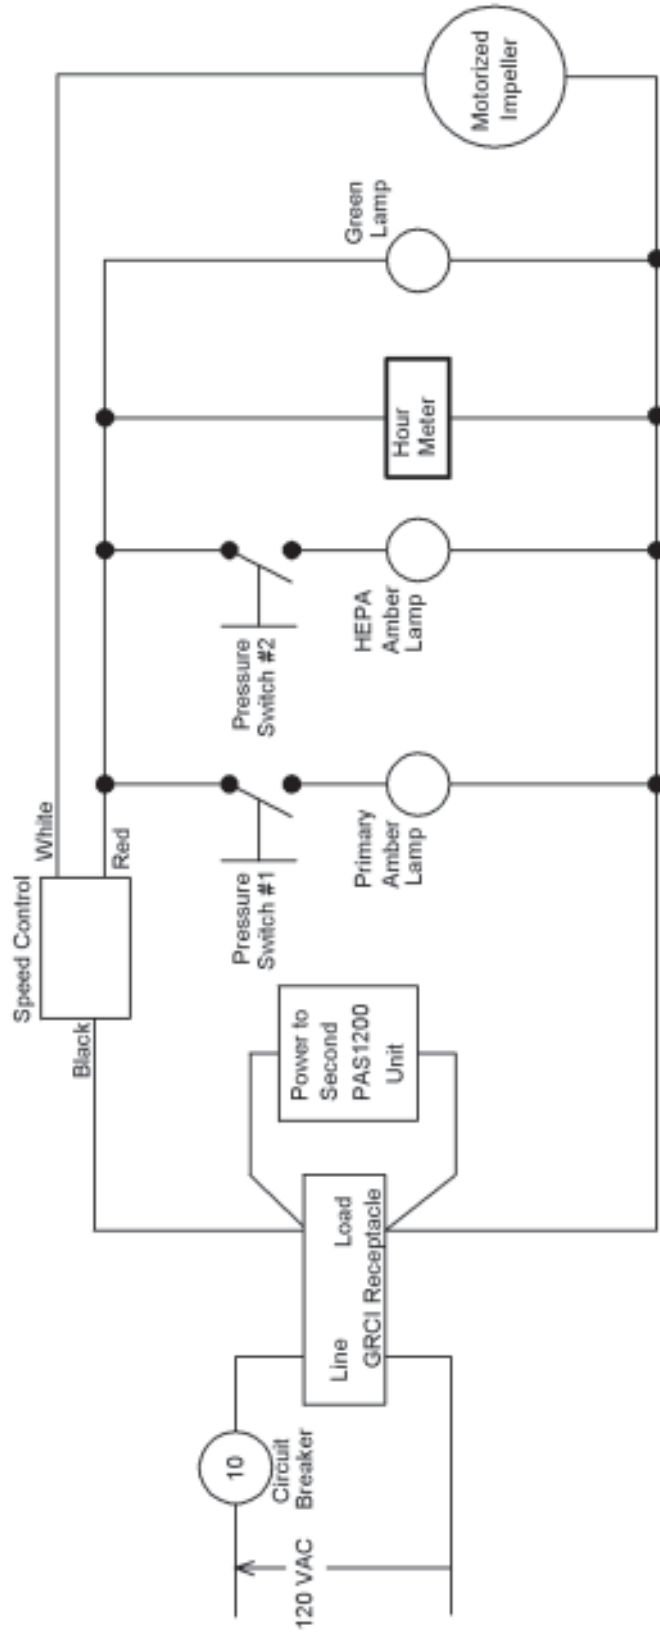 120 VAC
10
Circuit
Breaker
Line
Load
GRCI Receptacle
Power to
Second
PAS1200
Unit
Black
Speed Control
White
Red
Pressure
Switch #1
Primary
Amber
Lamp
Pressure
Switch #2
HEPA
Amber
Lamp
Hour
Meter
Green
Lamp
Motorized
Impeller